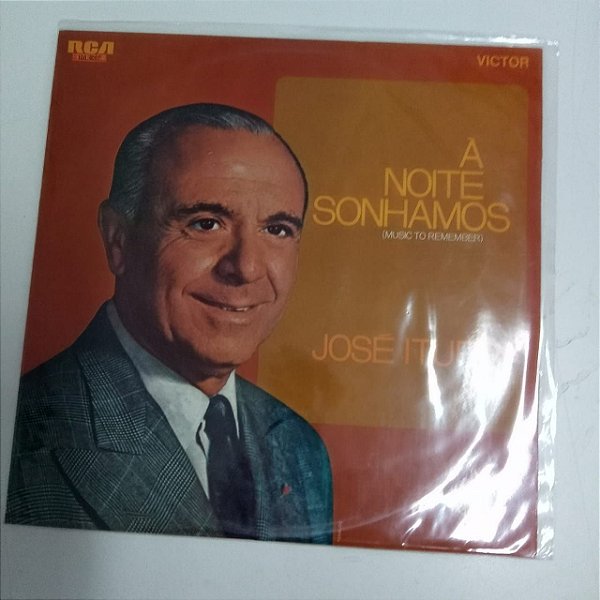 RCA
VICTOR
À
NOITE
SONHAMOS
(MUSIC TO REMEMBER)
JOSÉ